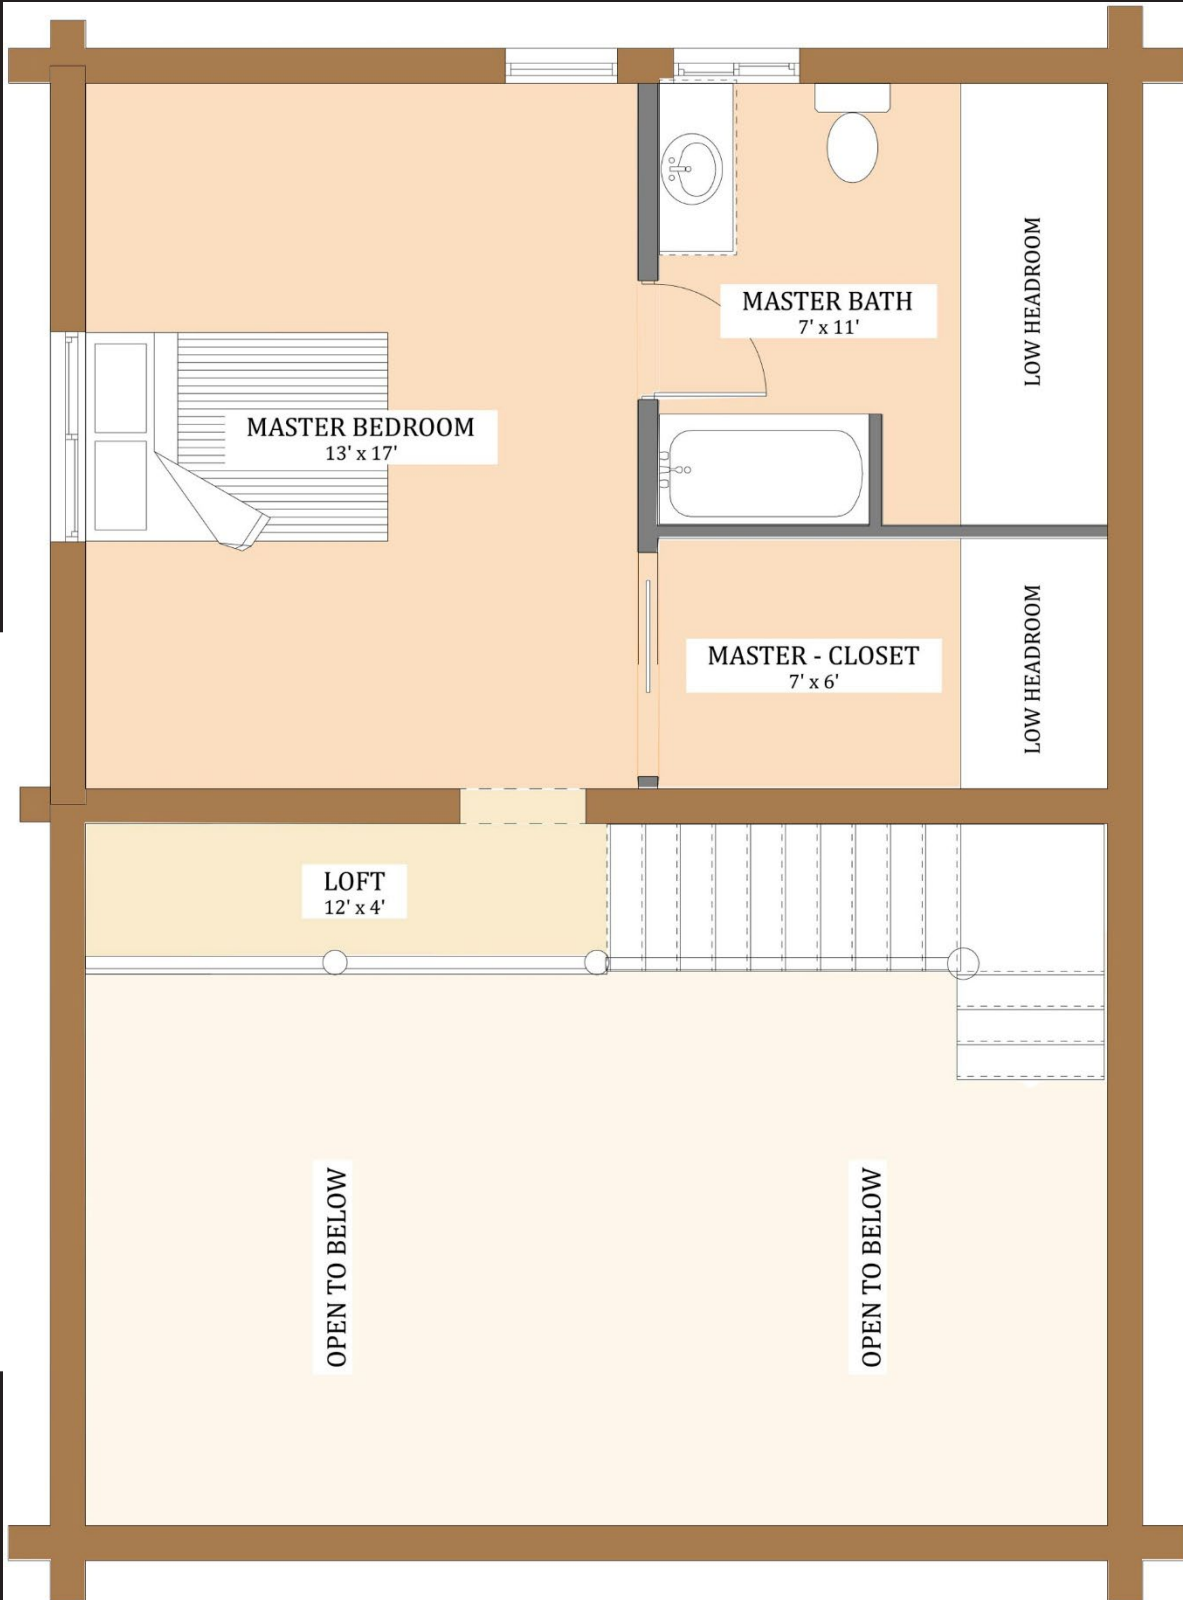 MASTER BATH
7' x 11'
LOW HEADROOM
MASTER BEDROOM
13' x 17'
MASTER - CLOSET
7' x 6'
LOW HEADROOM
LOFT
12' x 4'
OPEN TO BELOW
OPEN TO BELOW